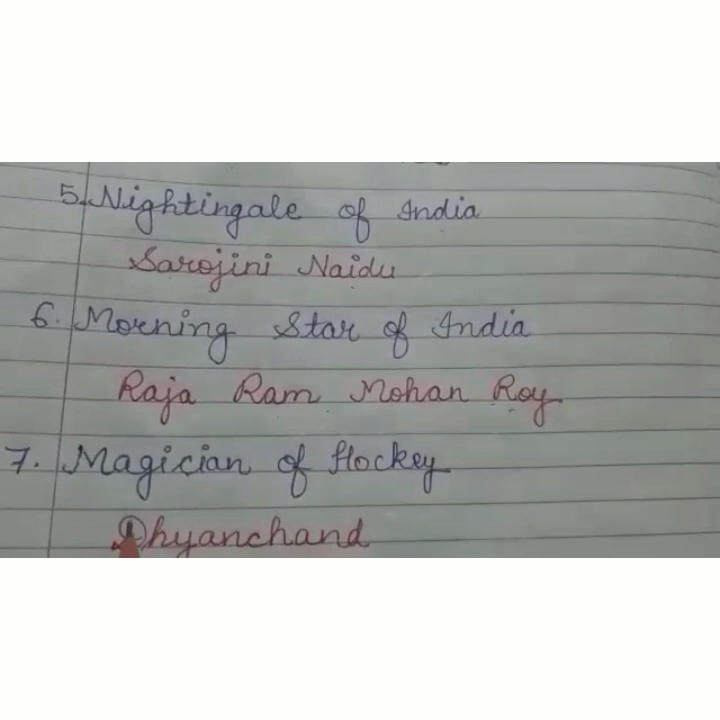 5. Nightingale of India
Sarojini Naidu
6. Morning Star of India
Raja Ram Mohan Roy
7. Magician of Hockey
Dhyanchand